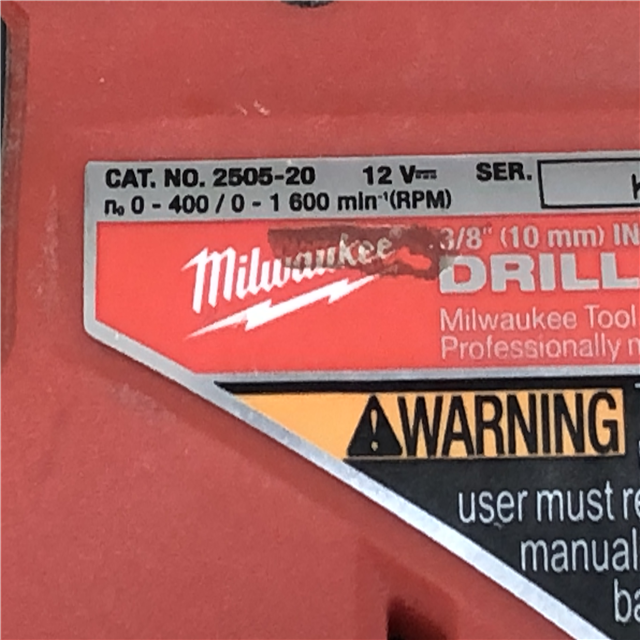 CAT. NO. 2505-20 12 V⎓ SER.
n₀ 0 - 400 / 0 - 1 600 min⁻¹(RPM)
Milwaukee
3/8" (10 mm) IN
DRILL
Milwaukee Tool
Professionally
WARNING
user must
manual